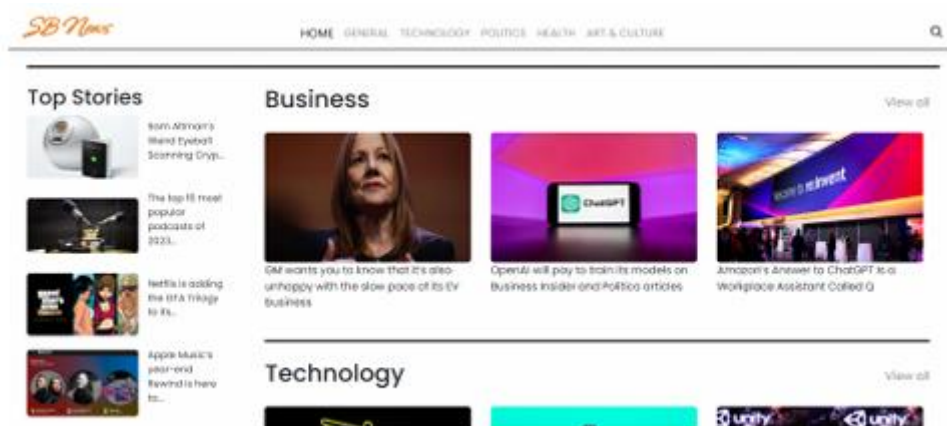 SB News
HOME GENERAL TECHNOLOGY POLITICS HEALTH ART & CULTURE
Top Stories
Sam Altman's
Weird Eyeball
Scanning Cryp...
The top 10 most
popular
podcasts of
2023...
Netflix is adding
the GTA Trilogy
to its...
Apple Music's
year-end
Rewind is here
to...
Business
View all
ChatGPT
welcome to re:Invent
GM wants you to know that it's also
unhappy with the slow pace of its EV
business
OpenAI will pay to train its models on
Business Insider and Politico articles
Amazon's Answer to ChatGPT Is a
Workplace Assistant Called Q
Technology
View all
unity
unity